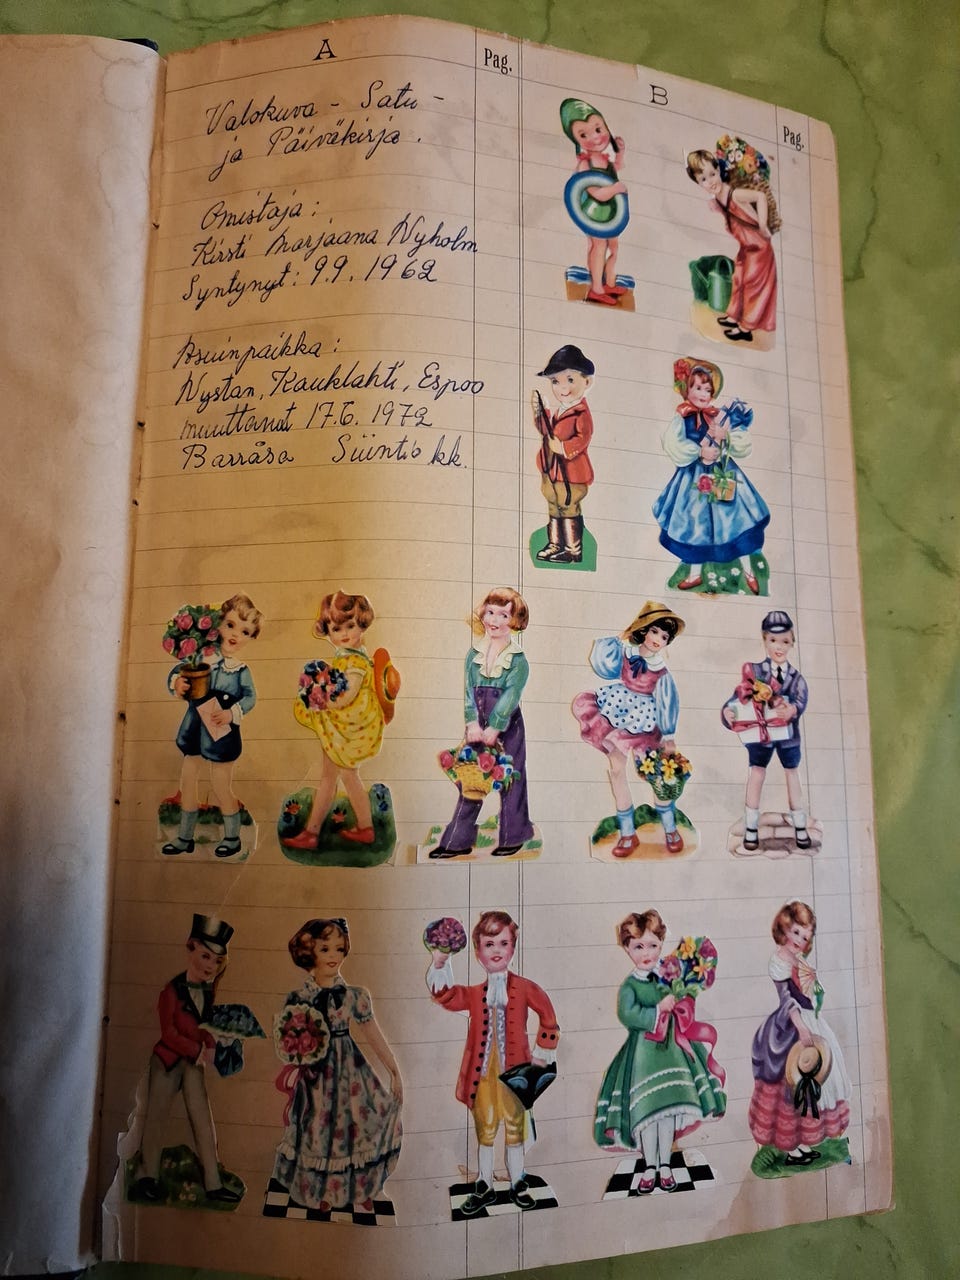 A
Pag.
B
Pag.
Valokuva - Satu -
ja Päiväkirja.
Omistaja:
Kirsti Marjaana Nyholm
Syntynyt: 9.9. 1962
Asuinpaikka:
Nystan, Kauklahti, Espoo
muuttanut 17.6. 1972
Barråsa Siuntio kk.